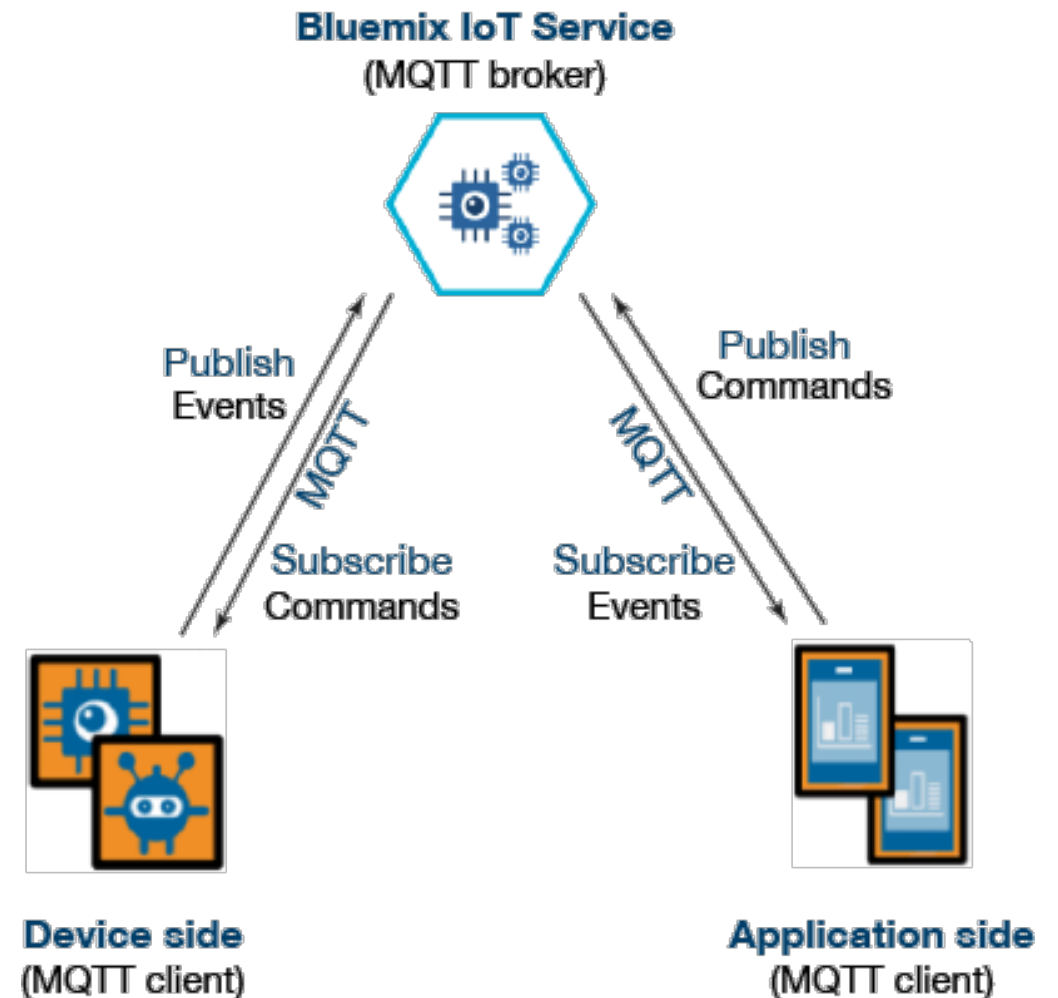 Bluemix IoT Service
(MQTT broker)
Publish
Events
Publish
Commands
MQTT
MQTT
Subscribe
Commands
Subscribe
Events
Device side
(MQTT client)
Application side
(MQTT client)